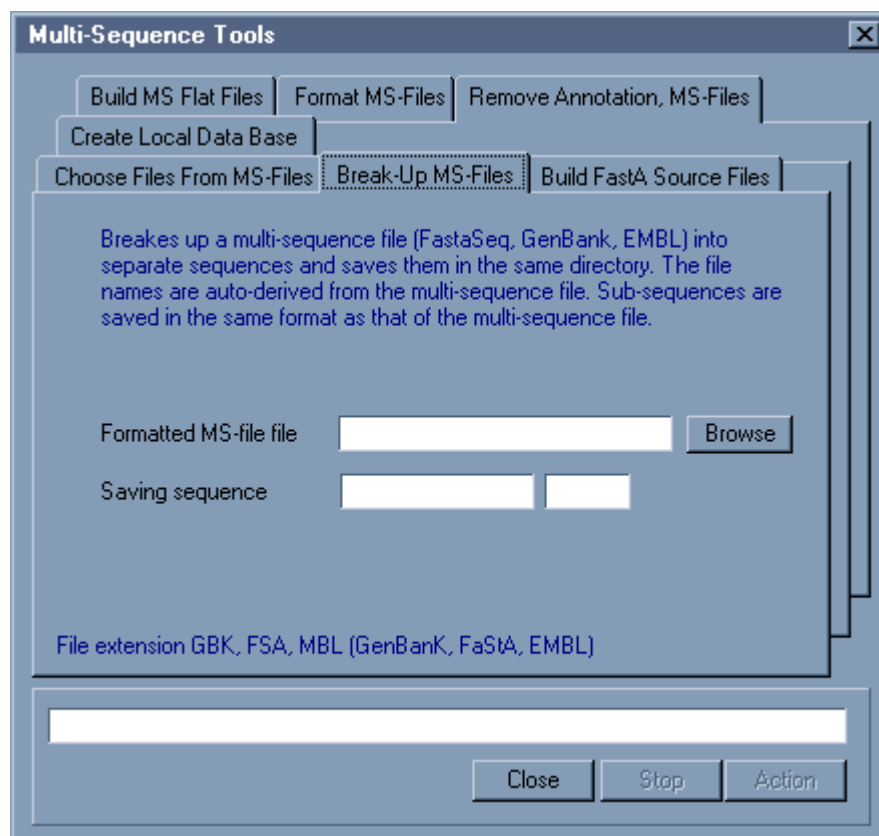 Multi-Sequence Tools
Build MS Flat Files Format MS-Files Remove Annotation, MS-Files
Create Local Data Base
Choose Files From MS-Files Break-Up MS-Files Build FastA Source Files
Breakes up a multi-sequence file (FastaSeq, GenBank, EMBL) into
separate sequences and saves them in the same directory. The file
names are auto-derived from the multi-sequence file. Sub-sequences are
saved in the same format as that of the multi-sequence file.
Formatted MS-file file Browse
Saving sequence
File extension GBK, FSA, MBL (GenBanK, FaStA, EMBL)
Close Stop Action